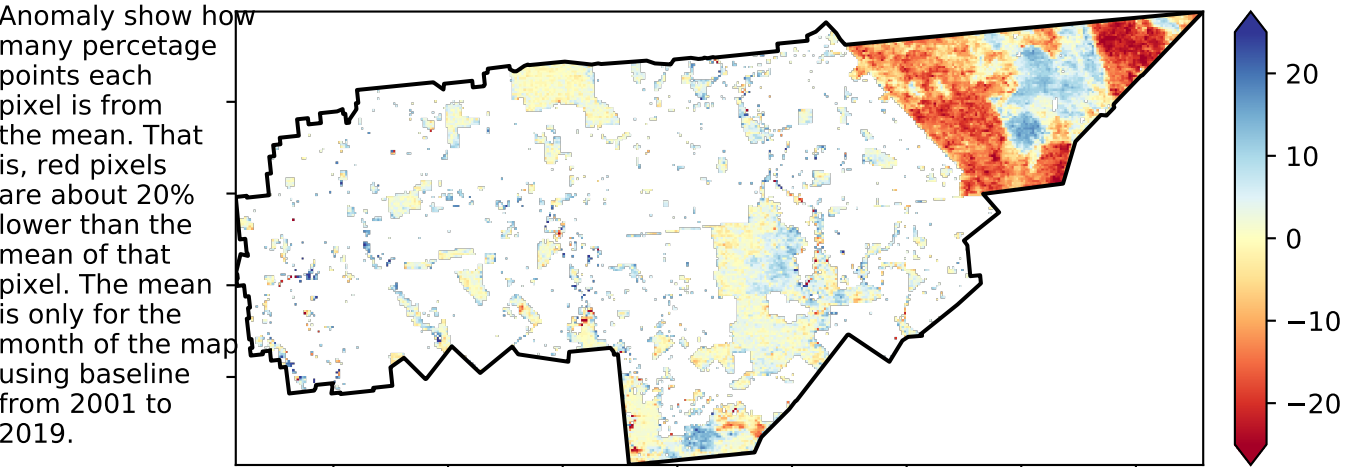 Anomaly show how
many percetage
points each
pixel is from
the mean. That
is, red pixels
are about 20%
lower than the
mean of that
pixel. The mean
is only for the
month of the map
using baseline
from 2001 to
2019.
20
10
0
−10
−20